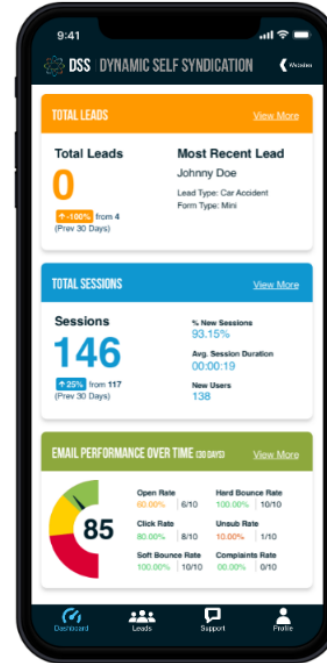 9:41
DSS DYNAMIC SELF SYNDICATION
Websites
TOTAL LEADS View More
Total Leads
0
-100% from 4
(Prev 30 Days)
Most Recent Lead
Johnny Doe
Lead Type: Car Accident
Form Type: Mini
TOTAL SESSIONS View More
Sessions
146
25% from 117
(Prev 30 Days)
% New Sessions
93.15%
Avg. Session Duration
00:00:19
New Users
138
EMAIL PERFORMANCE OVER TIME (30 DAYS) View More
85
Open Rate
60.00% | 6/10
Hard Bounce Rate
100.00% | 10/10
Click Rate
80.00% | 8/10
Unsub Rate
10.00% | 1/10
Soft Bounce Rate
100.00% | 10/10
Complaints Rate
00.00% | 0/10
Dashboard Leads Support Profile